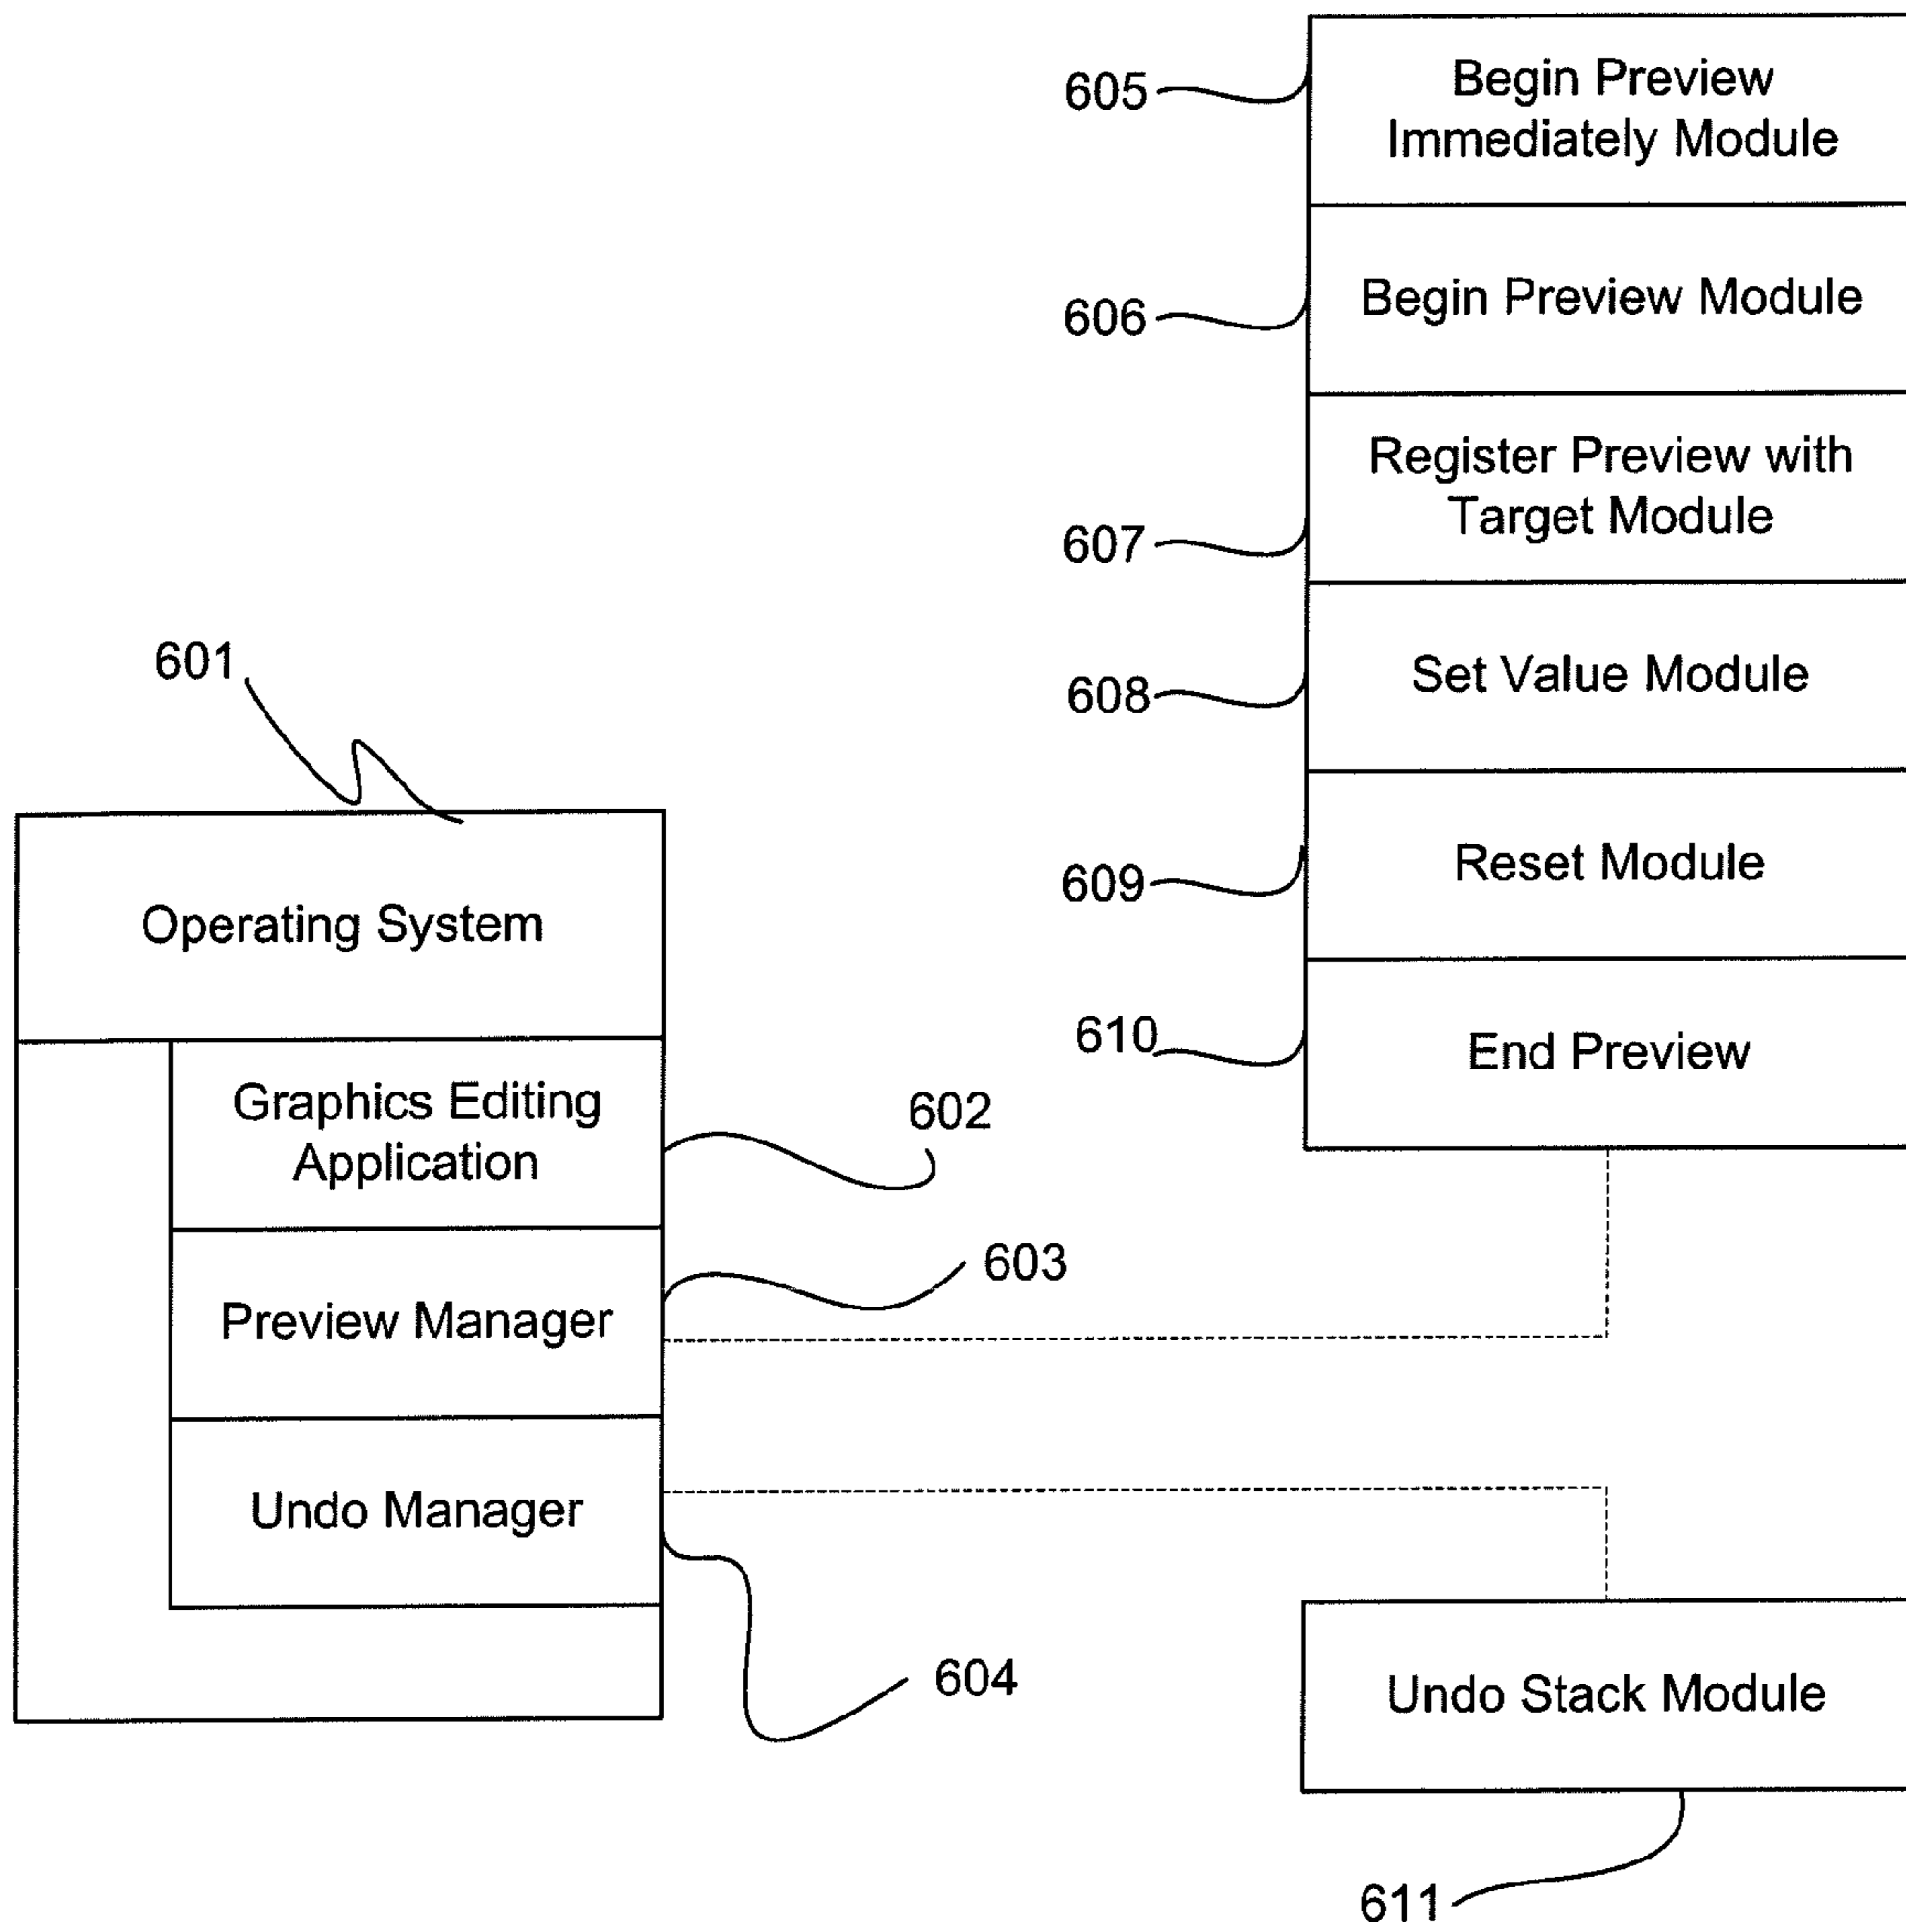 605
Begin Preview
Immediately Module
606
Begin Preview Module
607
Register Preview with
Target Module
608
Set Value Module
609
Reset Module
610
End Preview
601
Operating System
602
Graphics Editing
Application
603
Preview Manager
604
Undo Manager
Undo Stack Module
611